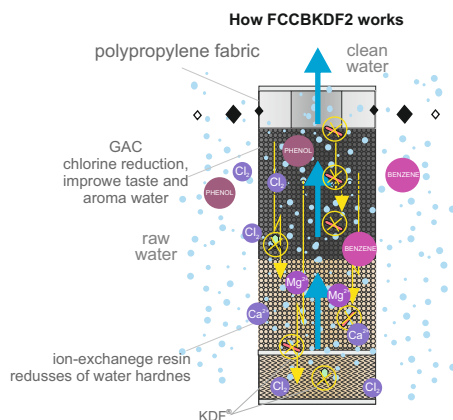 How FCCBKDF2 works
polypropylene fabric
clean
water
GAC
chlorine reduction,
improwe taste and
aroma water
PHENOL
Cl2
PHENOL
Cl2
BENZENE
Cl2
raw
water
BENZENE
Mg2+
Mg2+
Ca2+
Ca2+
ion-exchanege resin
redusses of water hardnes
Cl2
Cl2
KDF®